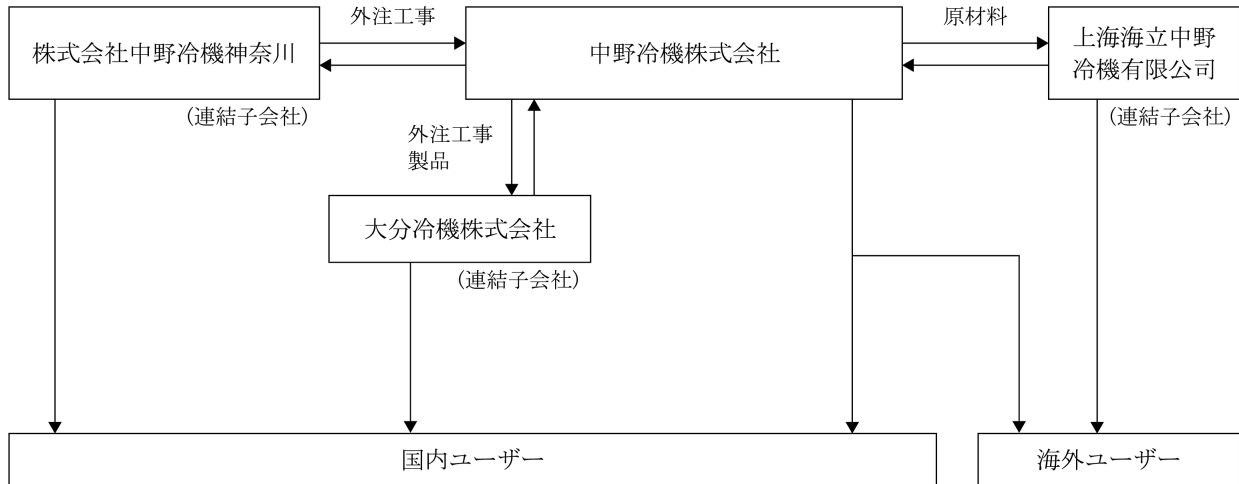 外注工事
原材料
株式会社中野冷機神奈川
中野冷機株式会社
上海海立中野
冷機有限公司
(連結子会社)
(連結子会社)
外注工事
製品
大分冷機株式会社
(連結子会社)
国内ユーザー
海外ユーザー